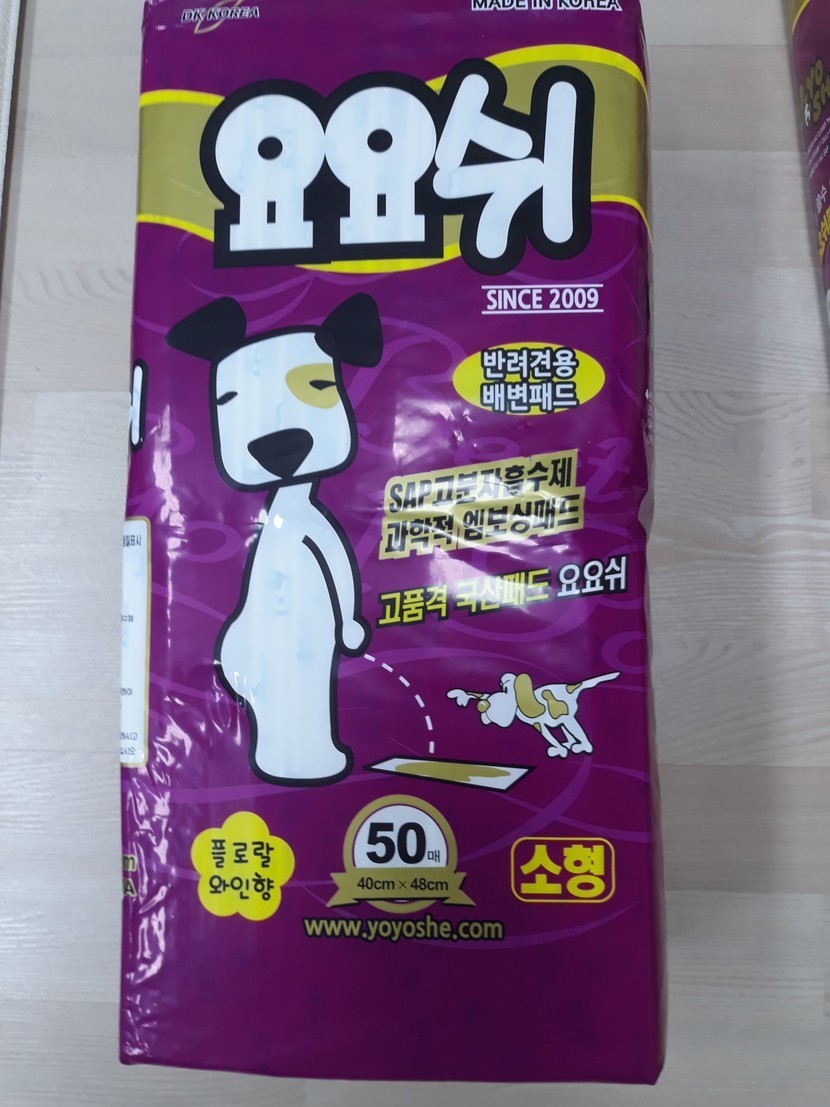 DK KOREA
MADE IN KOREA
요요쉬
SINCE 2009
반려견용
배변패드
SAP고분자흡수제
과학적 엠보싱패드
고품격 국산패드 요요쉬
플로랄
와인향
50매
40cm × 48cm
소형
www.yoyoshe.com